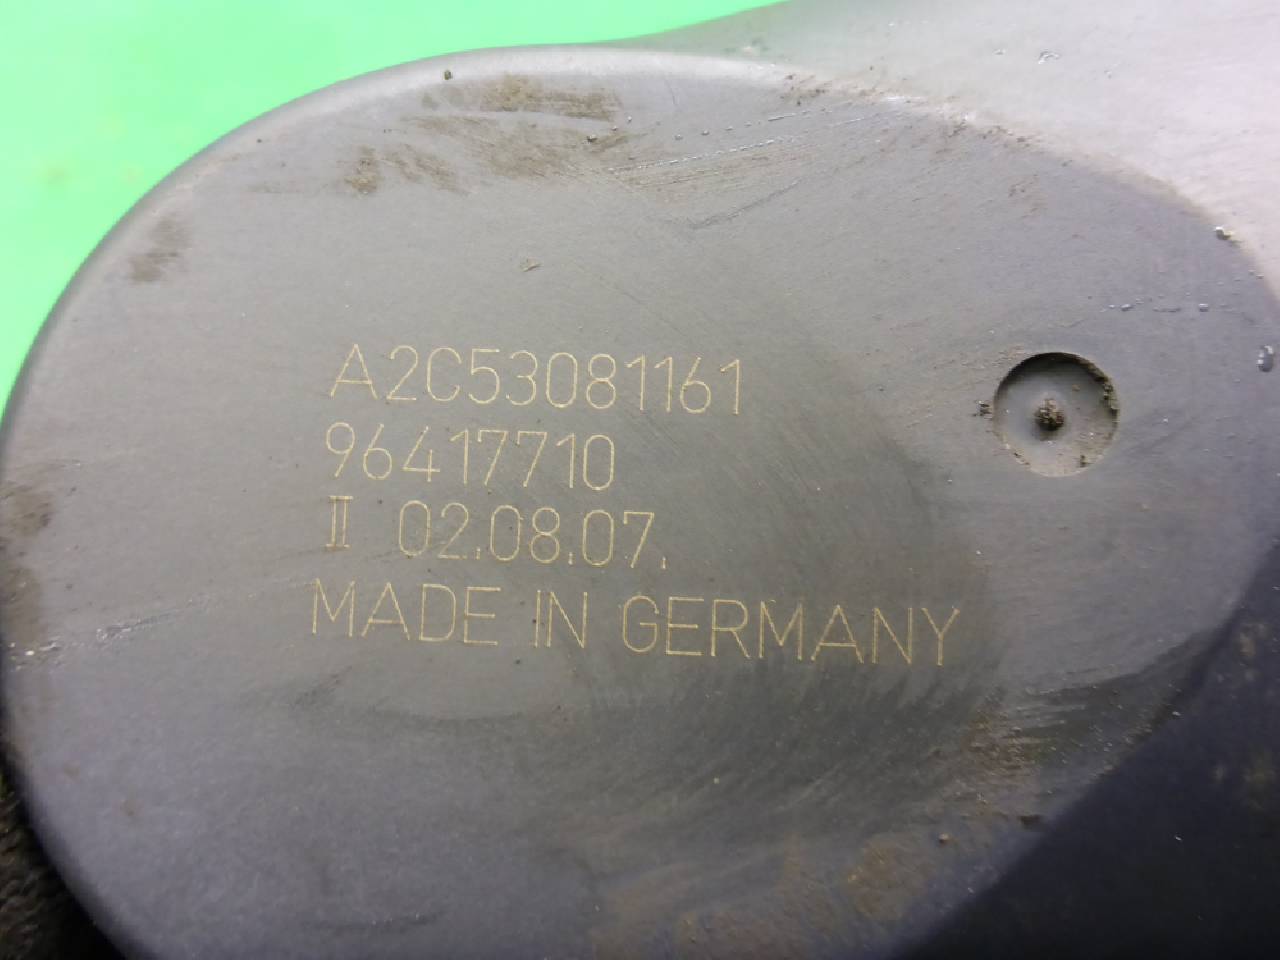 A2C53081161
96417710
II 02.08.07.
MADE IN GERMANY